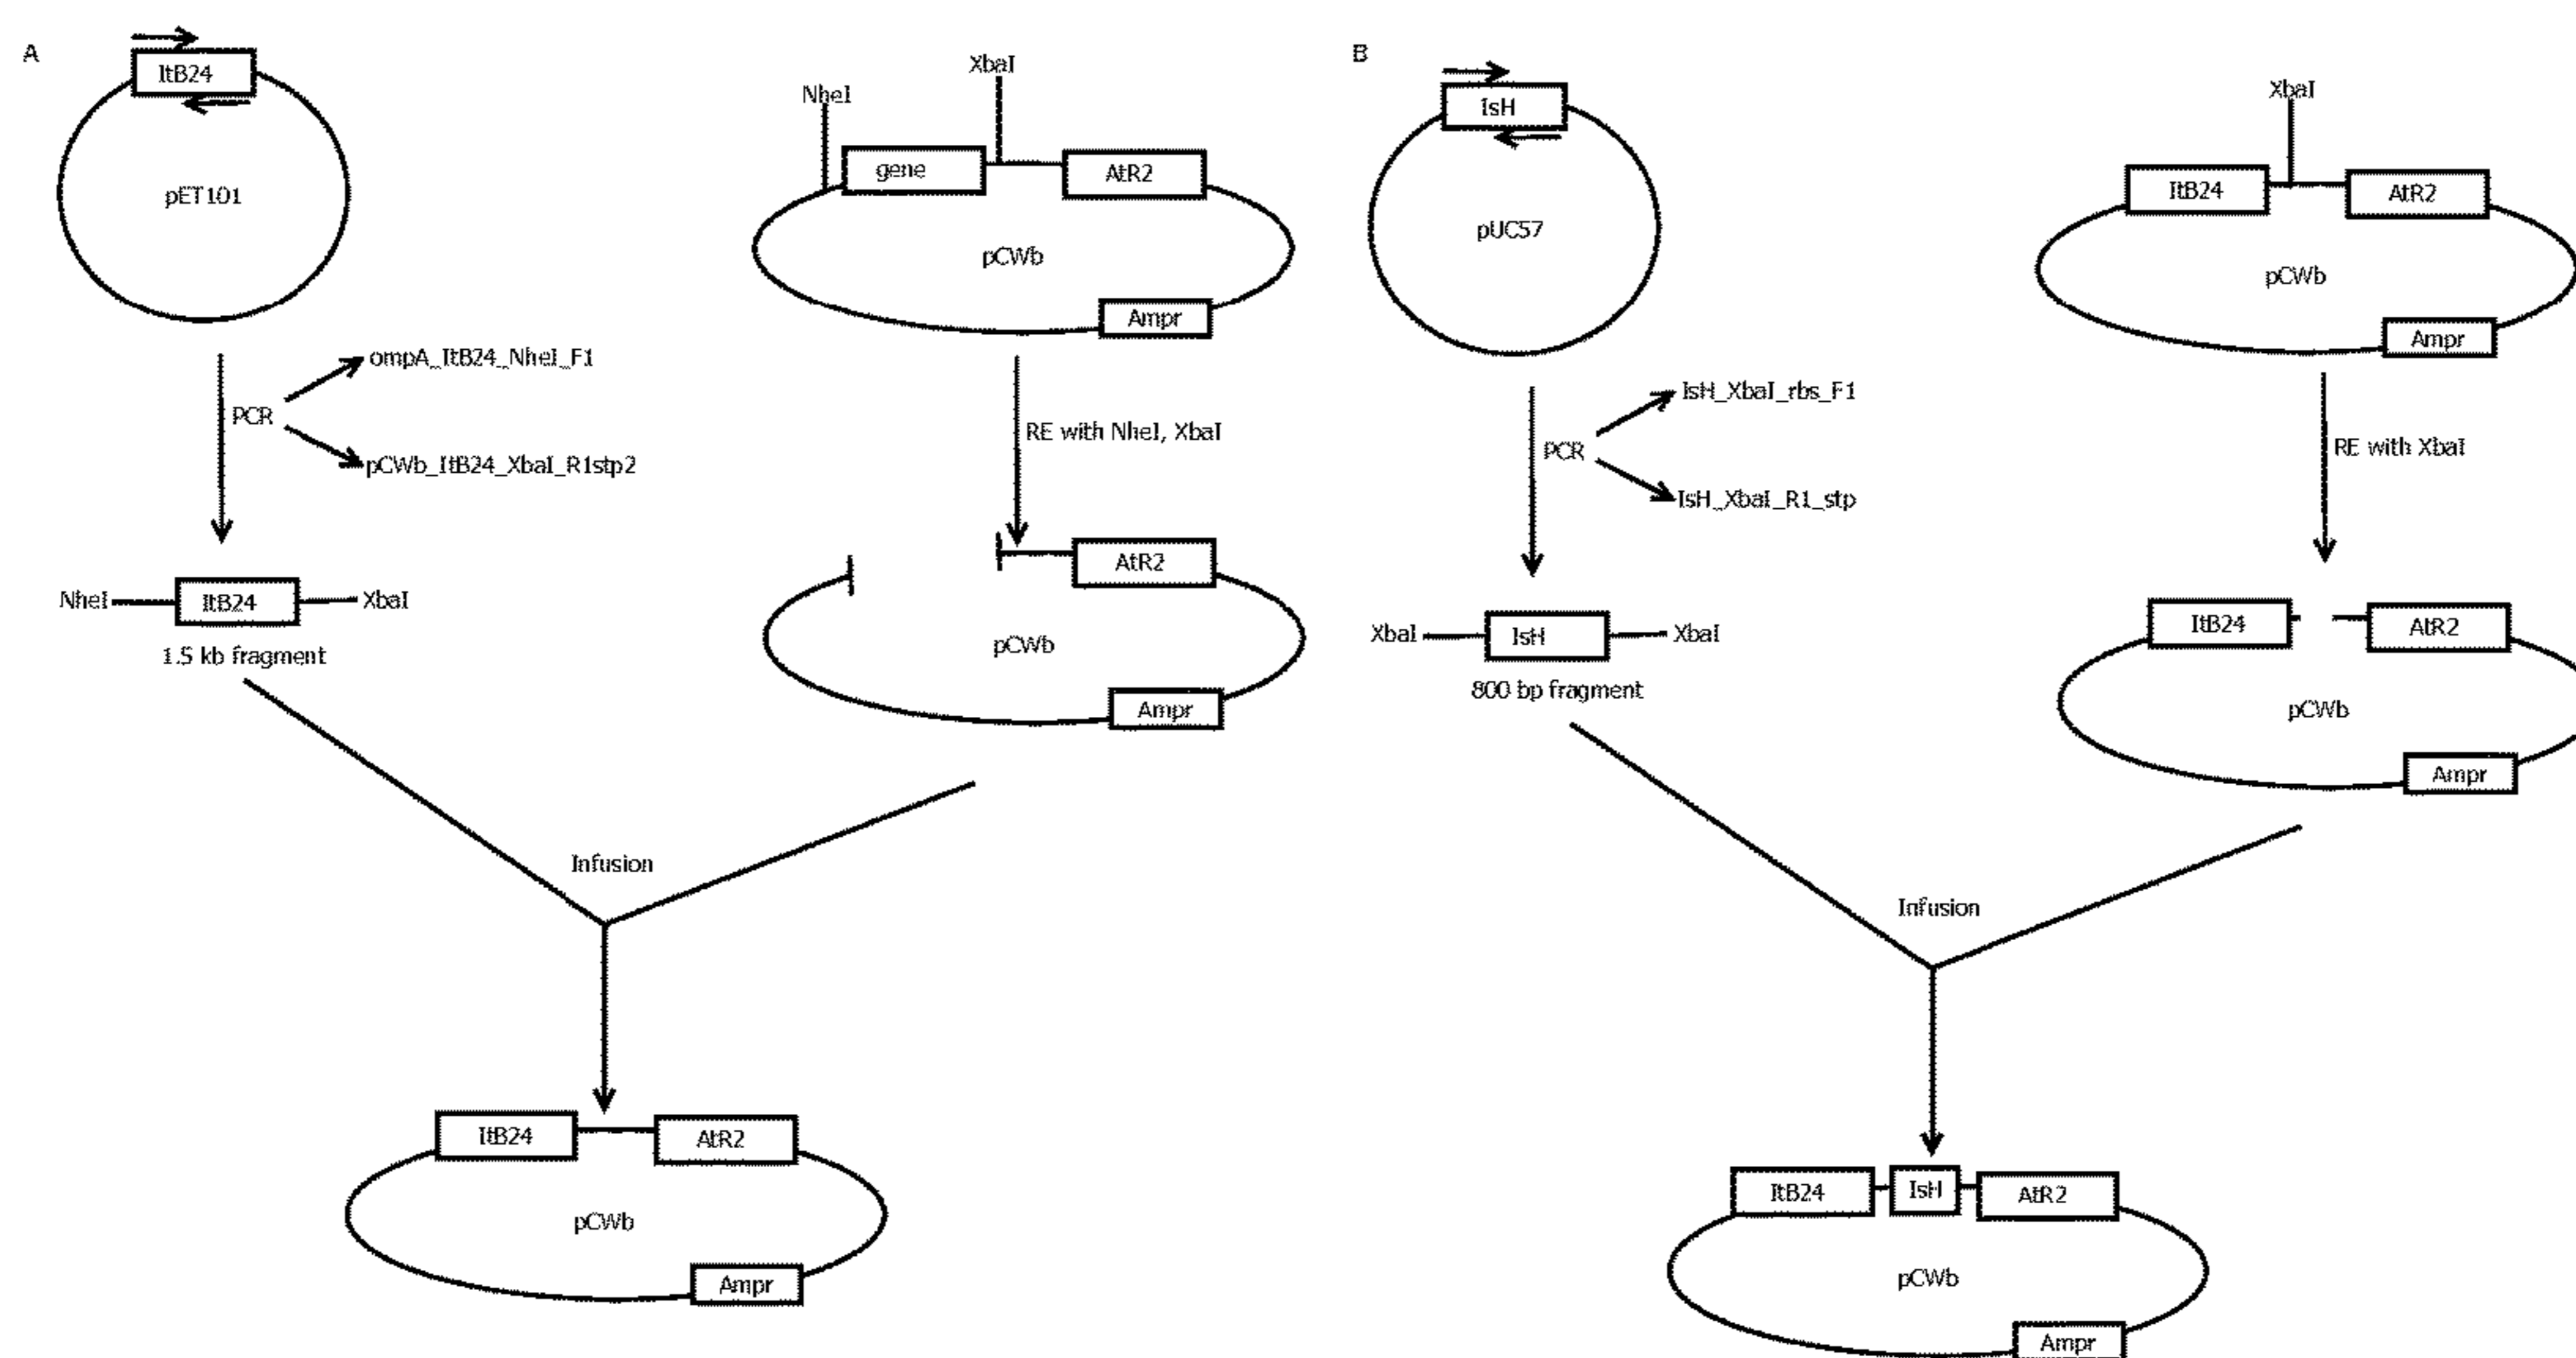 A
ItB24
pET101
PCR
ompA_ItB24_NheI_F1
pCWb_ItB24_XbaI_R1stp2
NheI
ItB24
XbaI
1.5 kb fragment
NheI
XbaI
gene
AtR2
pCWb
Ampr
RE with NheI, XbaI
AtR2
pCWb
Ampr
Infusion
ItB24
AtR2
pCWb
Ampr
B
IsH
pUC57
PCR
IsH_XbaI_rbs_F1
IsH_XbaI_R1_stp
XbaI
IsH
XbaI
800 bp fragment
XbaI
ItB24
AtR2
pCWb
Ampr
RE with XbaI
ItB24
AtR2
pCWb
Ampr
Infusion
ItB24
IsH
AtR2
pCWb
Ampr